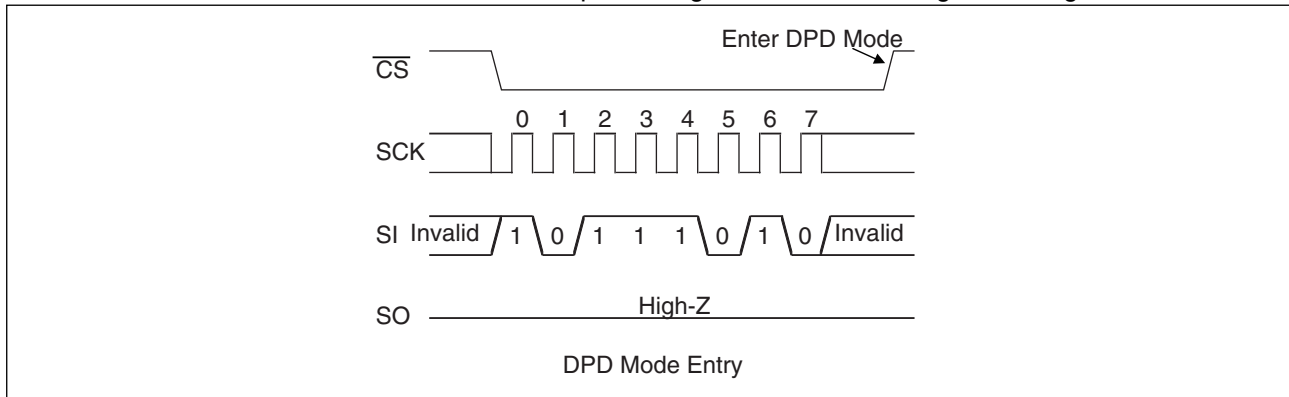 Enter DPD Mode
CS
0 1 2 3 4 5 6 7
SCK
SI Invalid 1 0 1 1 1 0 1 0 Invalid
High-Z
SO
DPD Mode Entry